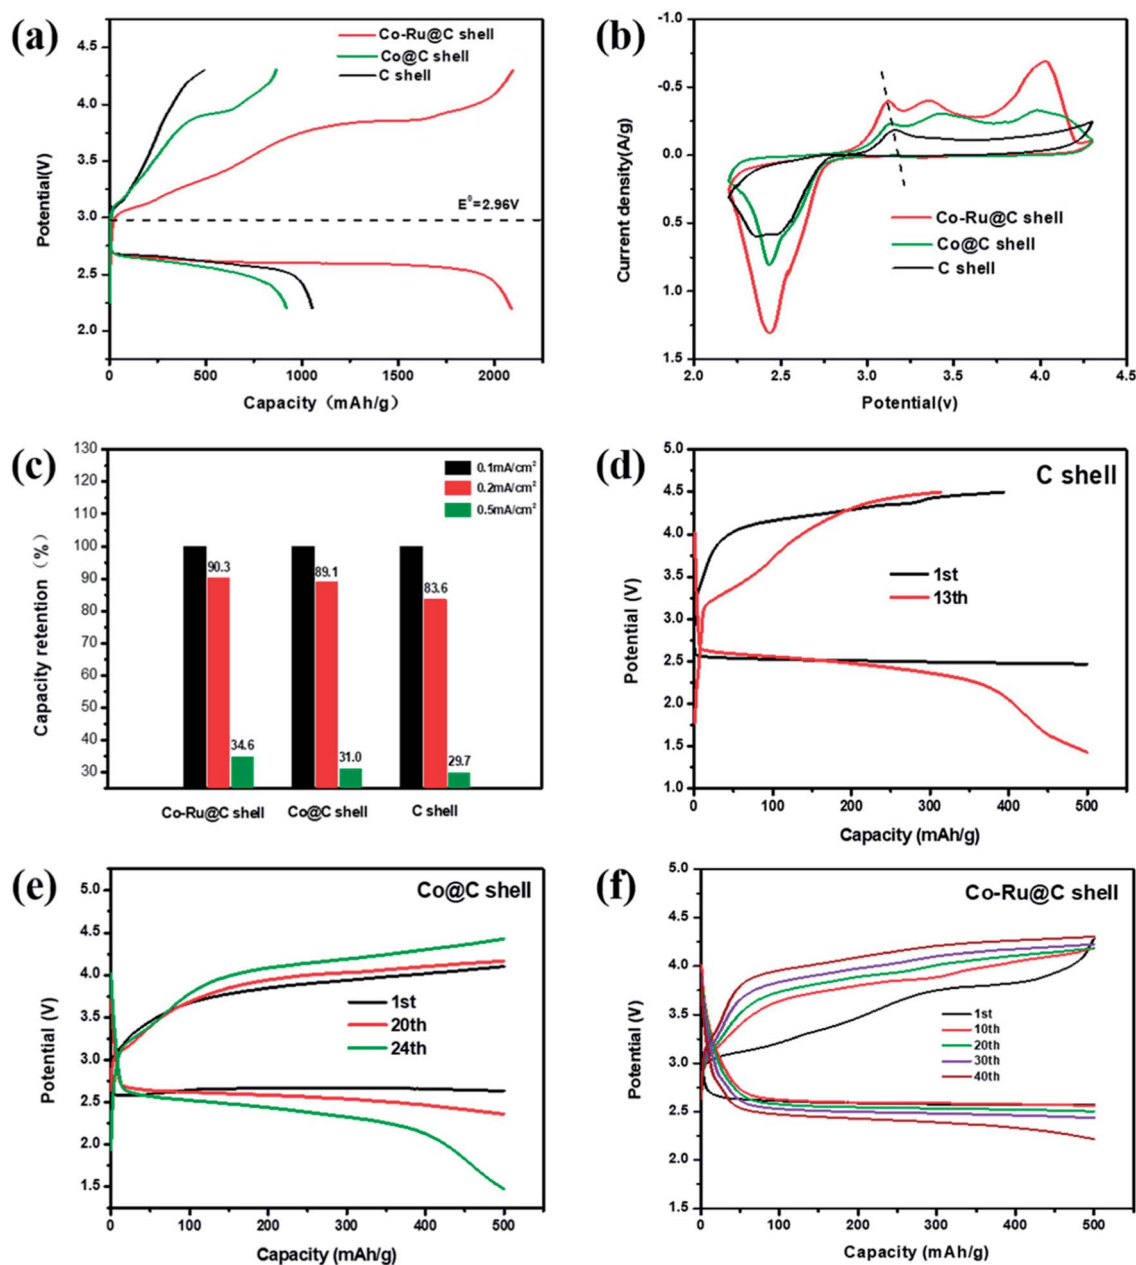 (a)
Co-Ru@C shell
Co@C shell
C shell
4.5
4.0
3.5
3.0
2.5
2.0
Potential(V)
E⁰=2.96V
0 500 1000 1500 2000
Capacity（mAh/g）
(b)
-1.0
-0.5
0.0
0.5
1.0
1.5
Current density(A/g)
Co-Ru@C shell
Co@C shell
C shell
2.0 2.5 3.0 3.5 4.0 4.5
Potential(v)
(c)
130
120
110
100
90
80
70
60
50
40
30
Capacity retention（%）
0.1mA/cm²
0.2mA/cm²
0.5mA/cm²
90.3
34.6
89.1
31.0
83.6
29.7
Co-Ru@C shell Co@C shell C shell
(d)
C shell
5.0
4.5
4.0
3.5
3.0
2.5
2.0
1.5
1.0
Potential (V)
1st
13th
0 100 200 300 400 500
Capacity (mAh/g)
(e)
Co@C shell
5.0
4.5
4.0
3.5
3.0
2.5
2.0
1.5
Potential (V)
1st
20th
24th
0 100 200 300 400 500
Capacity (mAh/g)
(f)
Co-Ru@C shell
5.0
4.5
4.0
3.5
3.0
2.5
2.0
1.5
Potential (V)
1st
10th
20th
30th
40th
0 100 200 300 400 500
Capacity (mAh/g)